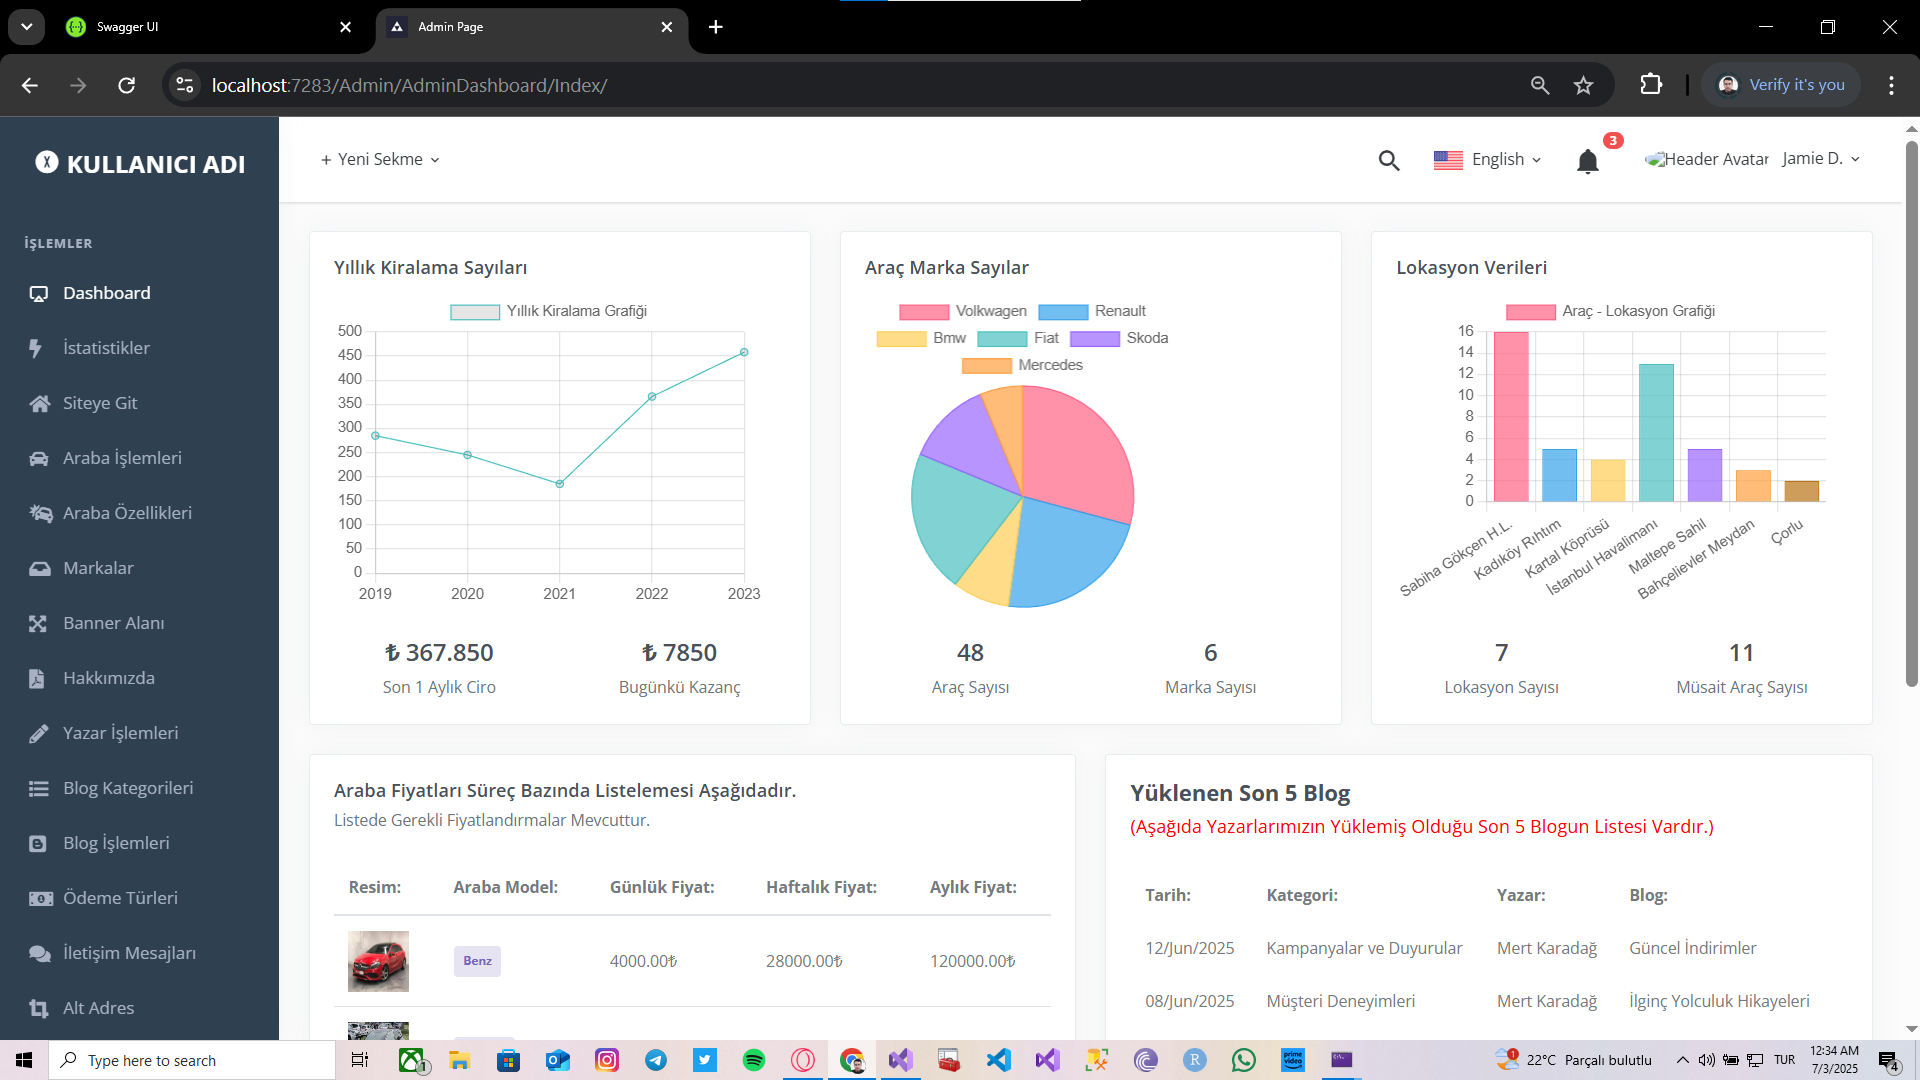 Swagger UI
Admin Page
localhost:7283/Admin/AdminDashboard/Index/
Verify it's you
KULLANICI ADI
+ Yeni Sekme
English
3
Header Avatar
Jamie D.
İŞLEMLER
Dashboard
İstatistikler
Siteye Git
Araba İşlemleri
Araba Özellikleri
Markalar
Banner Alanı
Hakkımızda
Yazar İşlemleri
Blog Kategorileri
Blog İşlemleri
Ödeme Türleri
İletişim Mesajları
Alt Adres
Yıllık Kiralama Sayıları
Yıllık Kiralama Grafiği
500
450
400
350
300
250
200
150
100
50
0
2019 2020 2021 2022 2023
₺ 367.850
Son 1 Aylık Ciro
₺ 7850
Bugünkü Kazanç
Araç Marka Sayılar
Volkwagen Renault
Bmw Fiat Skoda
Mercedes
48
Araç Sayısı
6
Marka Sayısı
Lokasyon Verileri
Araç - Lokasyon Grafiği
16
14
12
10
8
6
4
2
0
Sabiha Gökçen H.L.
Kadıköy Rıhtım
Kartal Köprüsü
İstanbul Havalimanı
Maltepe Sahil
Bahçelievler Meydan
Çorlu
7
Lokasyon Sayısı
11
Müsait Araç Sayısı
Araba Fiyatları Süreç Bazında Listelemesi Aşağıdadır.
Listede Gerekli Fiyatlandırmalar Mevcuttur.
Resim: Araba Model: Günlük Fiyat: Haftalık Fiyat: Aylık Fiyat:
Benz 4000.00₺ 28000.00₺ 120000.00₺
Yüklenen Son 5 Blog
(Aşağıda Yazarlarımızın Yüklemiş Olduğu Son 5 Blogun Listesi Vardır.)
Tarih: Kategori: Yazar: Blog:
12/Jun/2025 Kampanyalar ve Duyurular Mert Karadağ Güncel İndirimler
08/Jun/2025 Müşteri Deneyimleri Mert Karadağ İlginç Yolculuk Hikayeleri
Type here to search
1
prime video
1
22°C Parçalı bulutlu
TUR
12:34 AM
7/3/2025
4